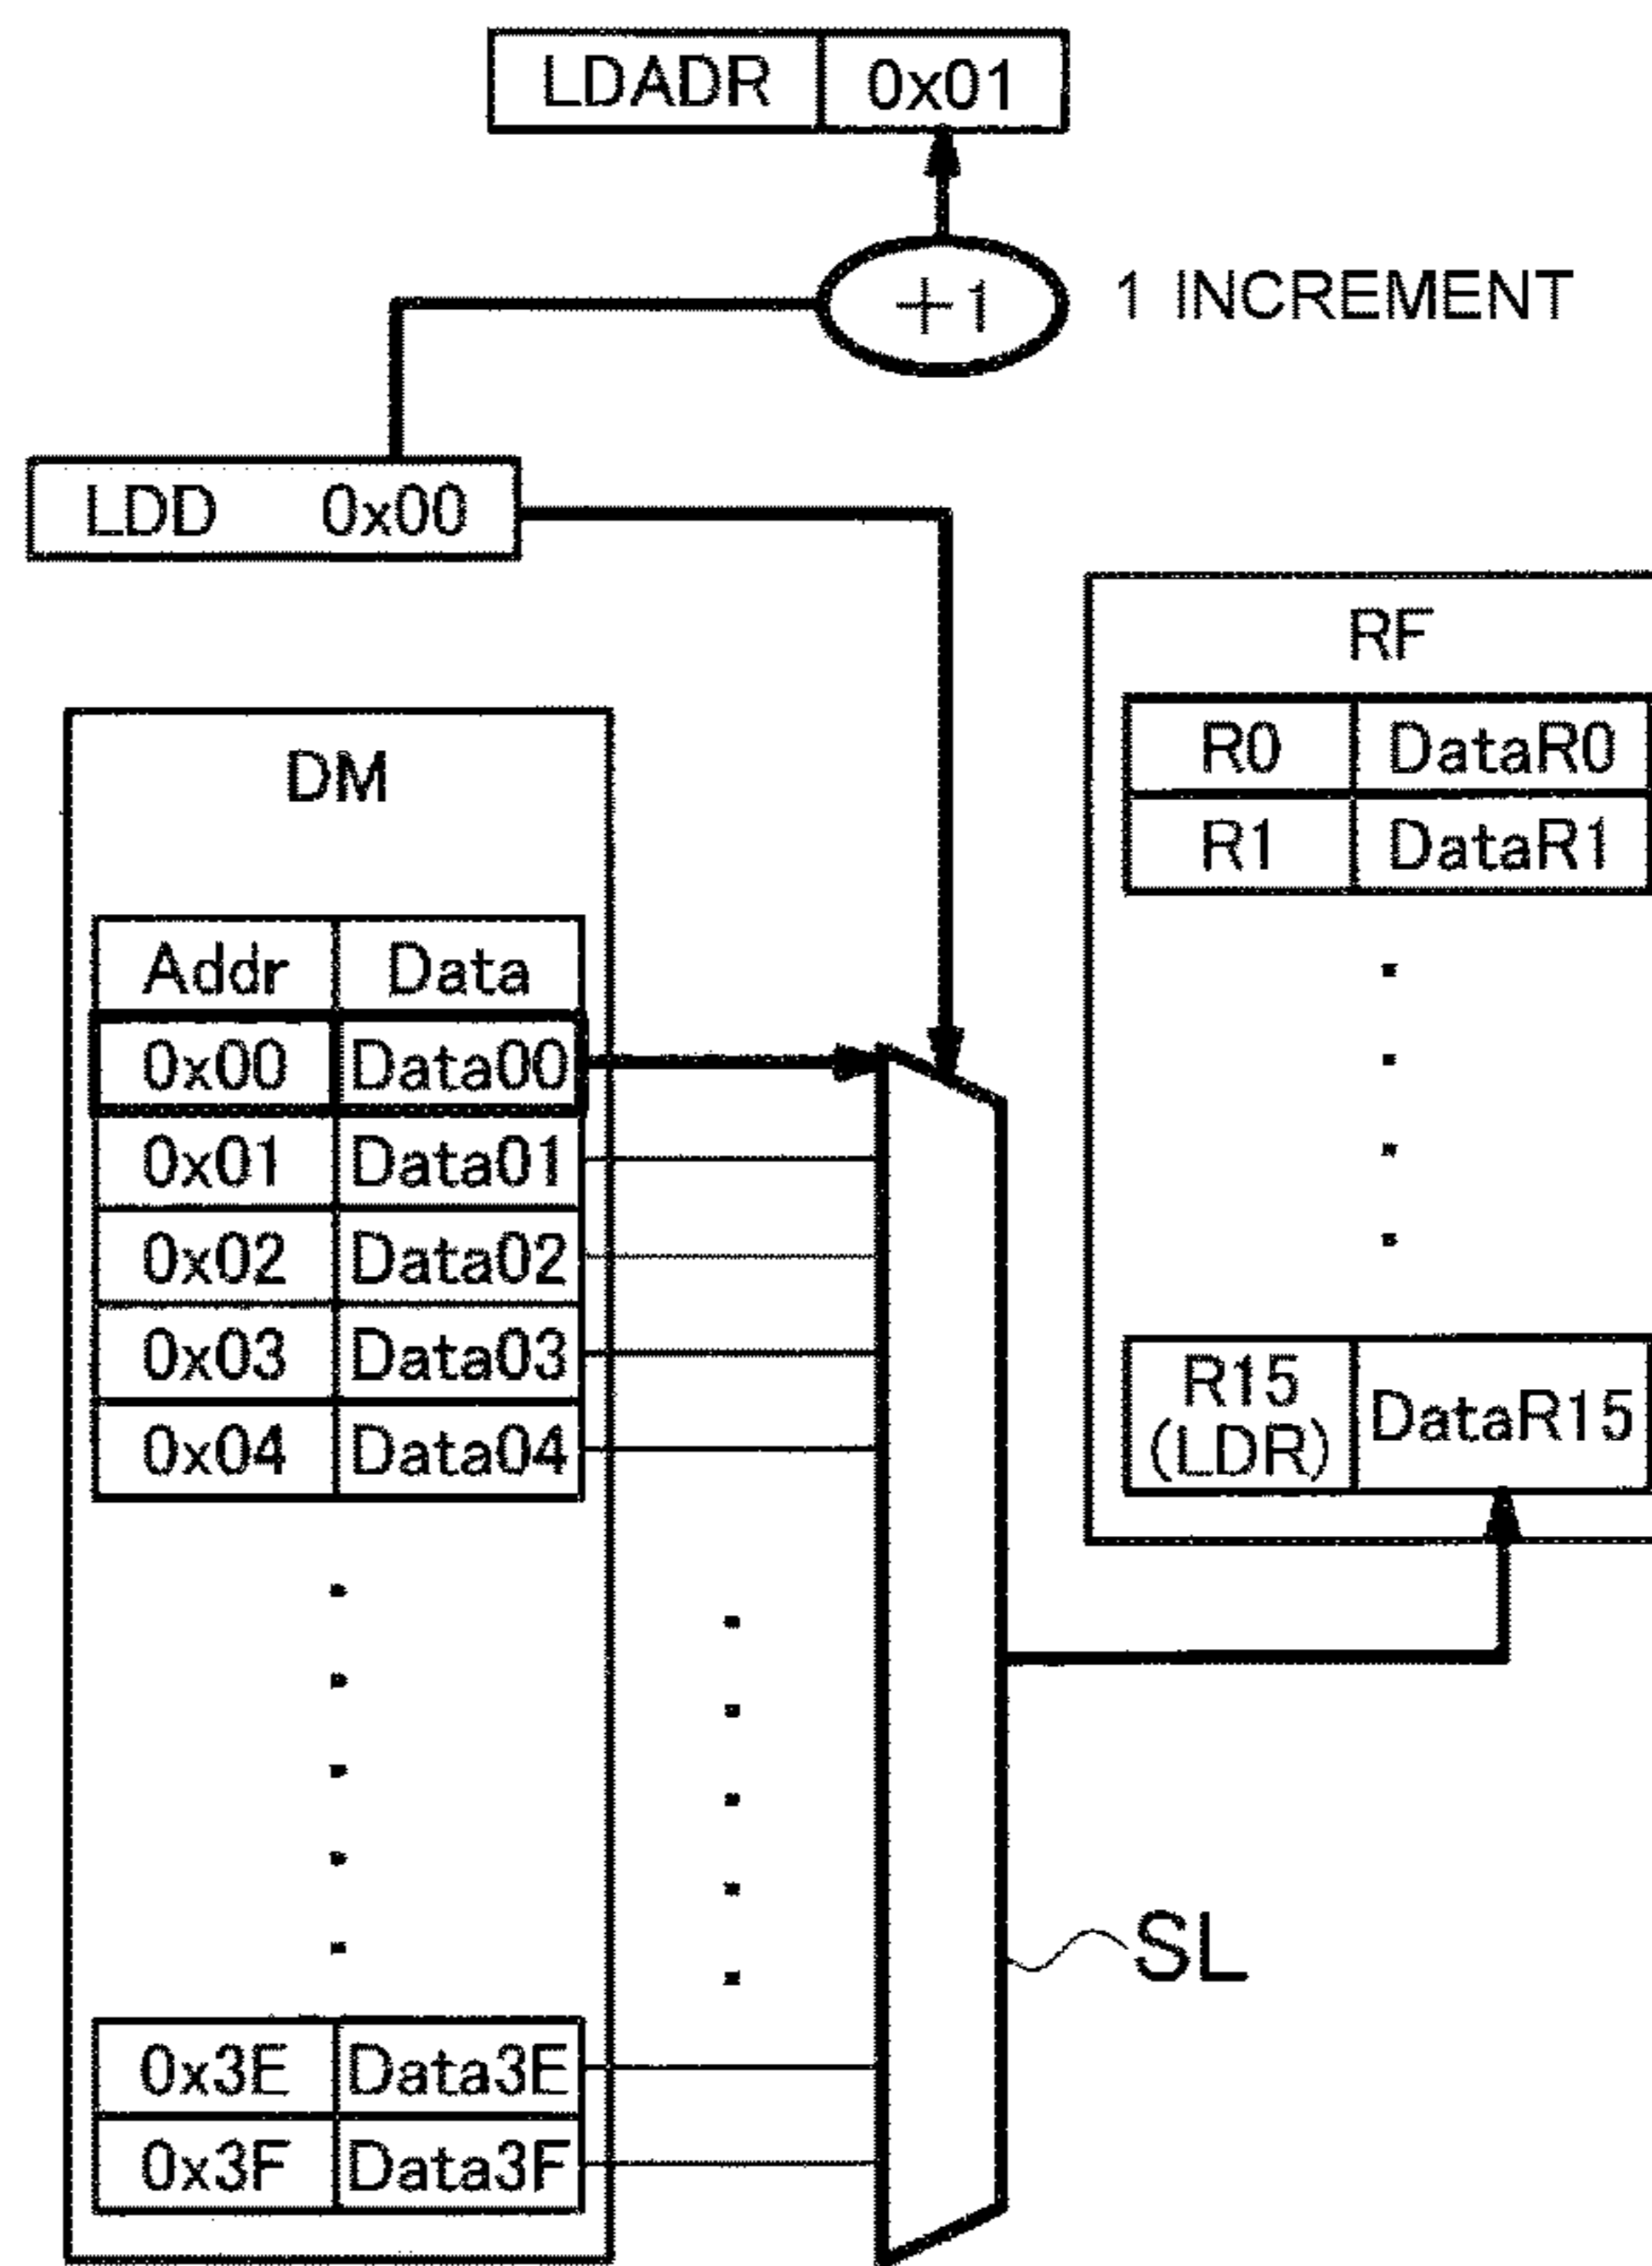 LDADR 0x01
+1 1 INCREMENT
LDD 0x00
RF
R0 DataR0
R1 DataR1
R15 (LDR) DataR15
DM
Addr Data
0x00 Data00
0x01 Data01
0x02 Data02
0x03 Data03
0x04 Data04
0x3E Data3E
0x3F Data3F
SL